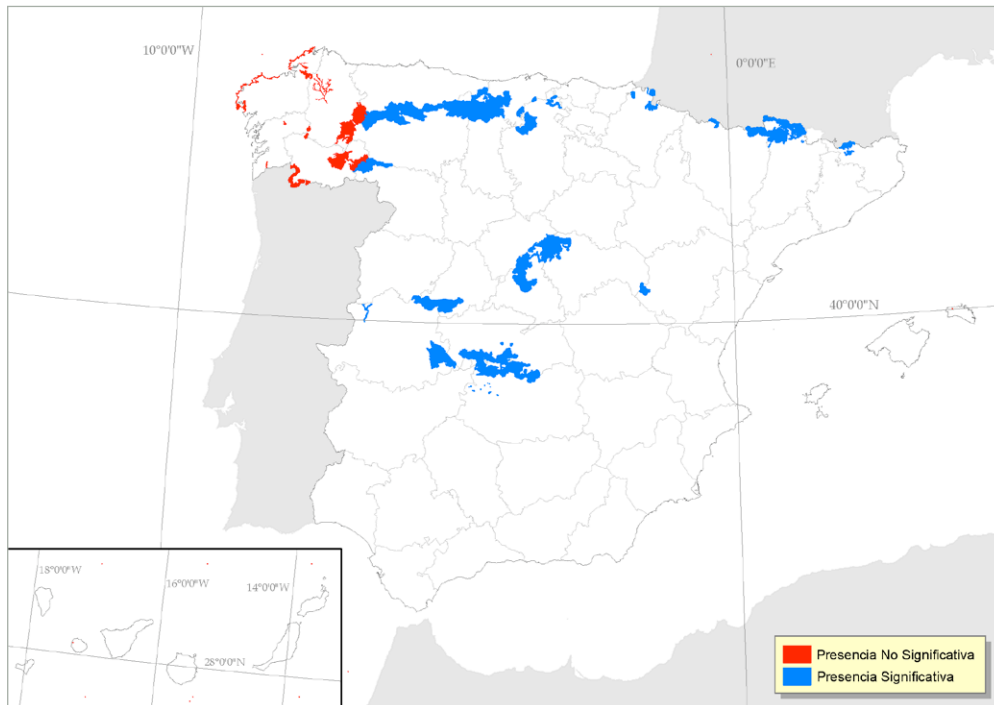 10°0'0"W
0°0'0"E
40°0'0"N
18°0'0"W
16°0'0"W
14°0'0"W
28°0'0"N
Presencia No Significativa
Presencia Significativa